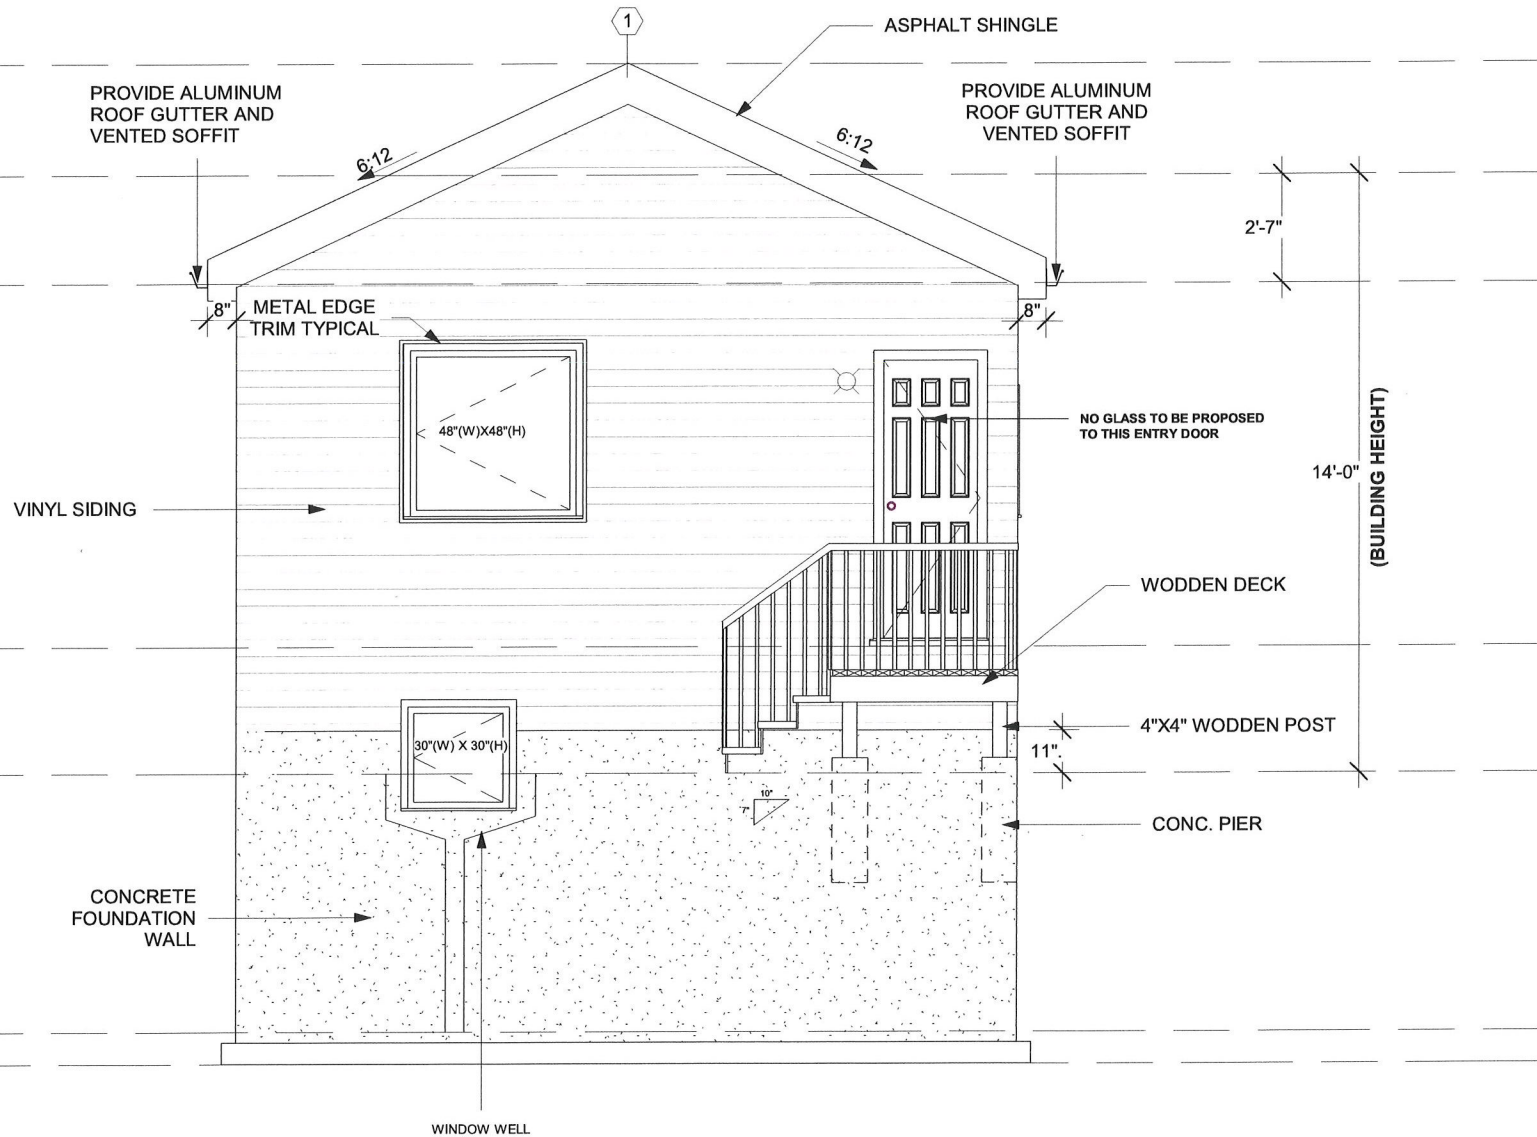 1
ASPHALT SHINGLE
PROVIDE ALUMINUM
ROOF GUTTER AND
VENTED SOFFIT
PROVIDE ALUMINUM
ROOF GUTTER AND
VENTED SOFFIT
6:12
6:12
2'-7"
8"
METAL EDGE
TRIM TYPICAL
8"
48"(W)X48"(H)
NO GLASS TO BE PROPOSED
TO THIS ENTRY DOOR
14'-0"
(BUILDING HEIGHT)
VINYL SIDING
WODDEN DECK
4"X4" WODDEN POST
30"(W) X 30"(H)
11"
10"
7"
CONC. PIER
CONCRETE
FOUNDATION
WALL
WINDOW WELL